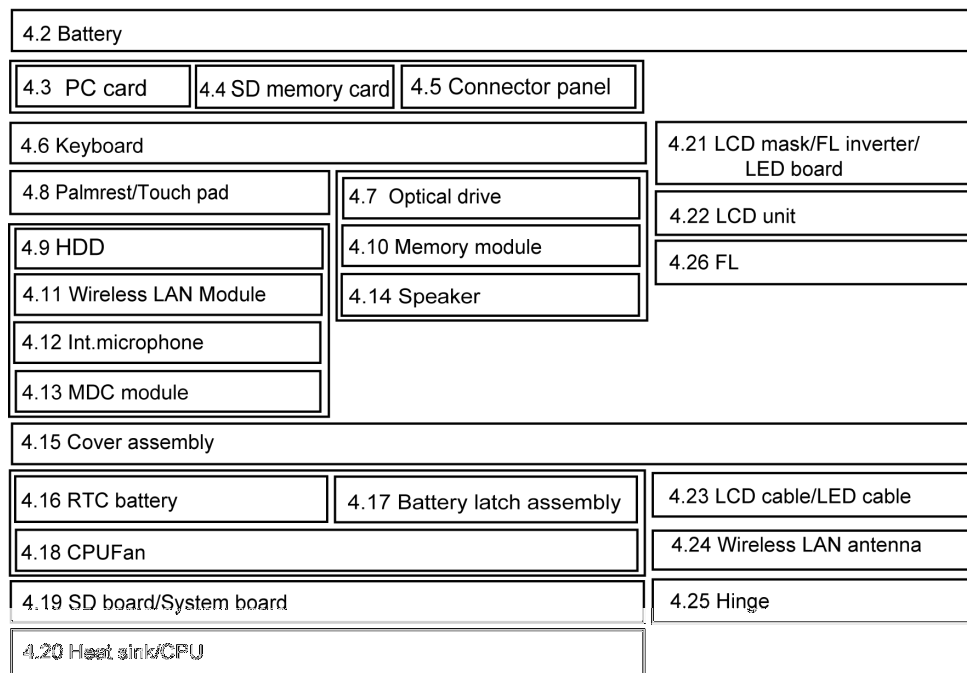 4.2 Battery
4.3 PC card
4.4 SD memory card
4.5 Connector panel
4.6 Keyboard
4.21 LCD mask/FL inverter/
LED board
4.8 Palmrest/Touch pad
4.7 Optical drive
4.22 LCD unit
4.9 HDD
4.10 Memory module
4.26 FL
4.11 Wireless LAN Module
4.14 Speaker
4.12 Int.microphone
4.13 MDC module
4.15 Cover assembly
4.16 RTC battery
4.17 Battery latch assembly
4.23 LCD cable/LED cable
4.18 CPUFan
4.24 Wireless LAN antenna
4.19 SD board/System board
4.25 Hinge
4.20 Heat sink/CPU